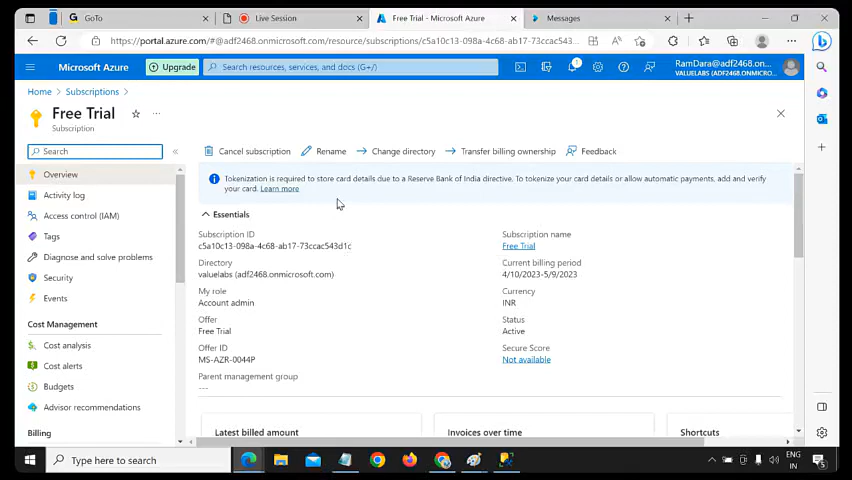 GoTo
Live Session
Free Trial - Microsoft Azure
Messages
https://portal.azure.com/#@adf2468.onmicrosoft.com/resource/subscriptions/c5a10c13-098a-4c68-ab17-73ccac543...
Microsoft Azure
Upgrade
Search resources, services, and docs (G+/)
1
RamDara@adf2468.on...
VALUELABS (ADF2468.ONMICRO...
Home > Subscriptions >
Free Trial
Subscription
Search
Cancel subscription
Rename
Change directory
Transfer billing ownership
Feedback
Overview
Activity log
Access control (IAM)
Tags
Diagnose and solve problems
Security
Events
Cost Management
Cost analysis
Cost alerts
Budgets
Advisor recommendations
Billing
Tokenization is required to store card details due to a Reserve Bank of India directive. To tokenize your card details or allow automatic payments, add and verify
your card. Learn more
Essentials
Subscription ID
c5a10c13-098a-4c68-ab17-73ccac543d1c
Directory
valuelabs (adf2468.onmicrosoft.com)
My role
Account admin
Offer
Free Trial
Offer ID
MS-AZR-0044P
Parent management group
---
Subscription name
Free Trial
Current billing period
4/10/2023-5/9/2023
Currency
INR
Status
Active
Secure Score
Not available
Latest billed amount
Invoices over time
Shortcuts
Type here to search
ENG
IN
5